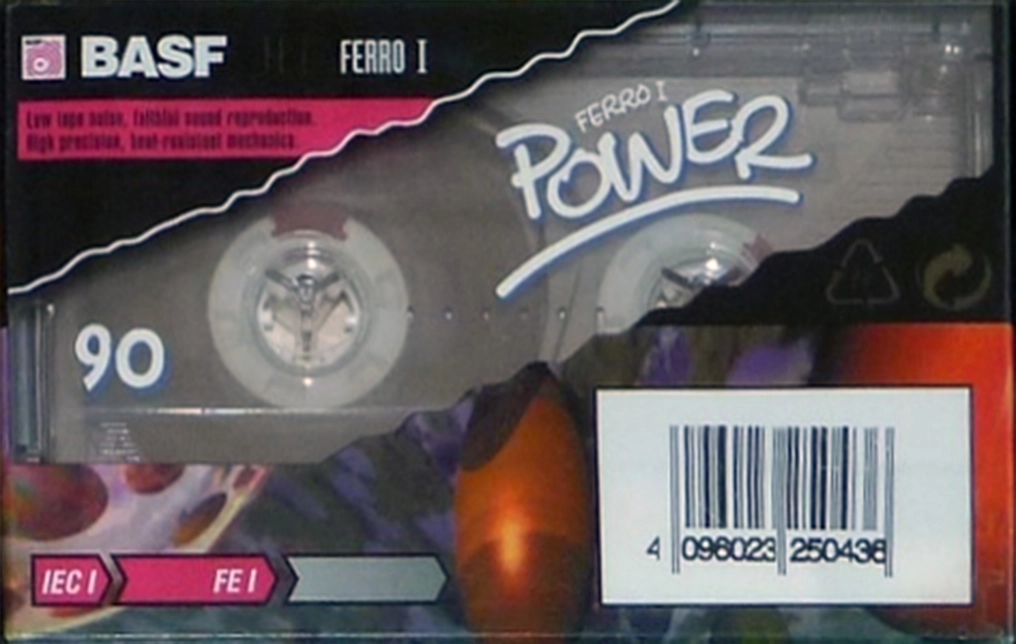 BASF
FERRO I
Low tape noise, faithful sound reproduction.
High precision, heat-resistant mechanics.
FERRO I
POWER
90
IEC I
FE I
4 096023 250436